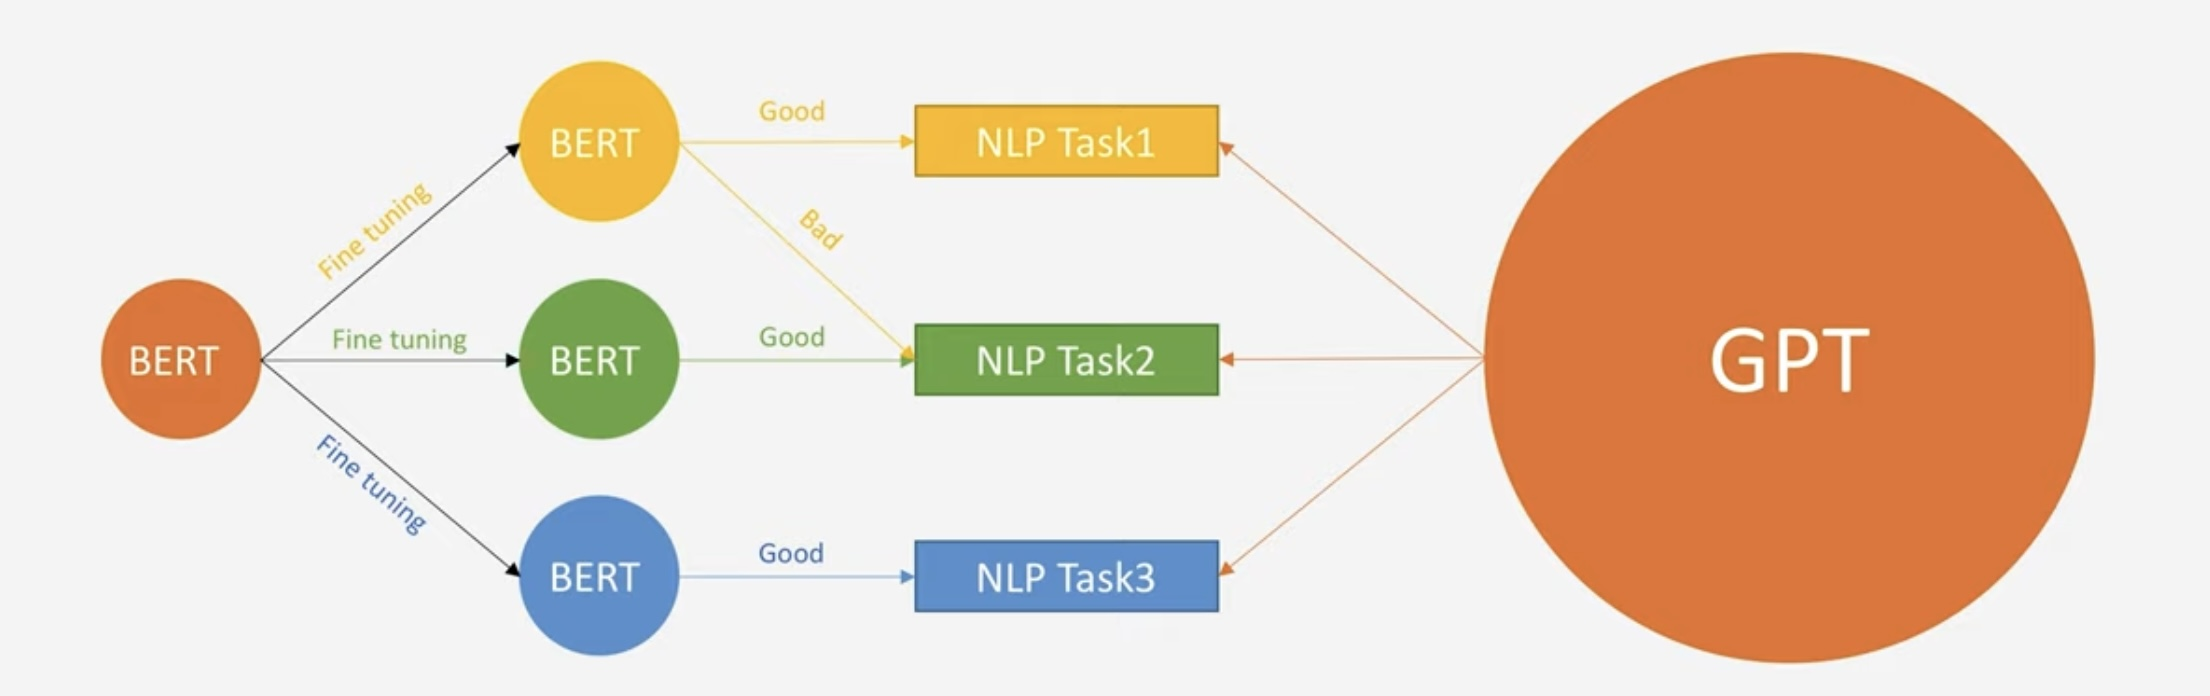 BERT
Fine tuning
Fine tuning
Fine tuning
BERT
BERT
BERT
Good
Bad
Good
Good
NLP Task1
NLP Task2
NLP Task3
GPT